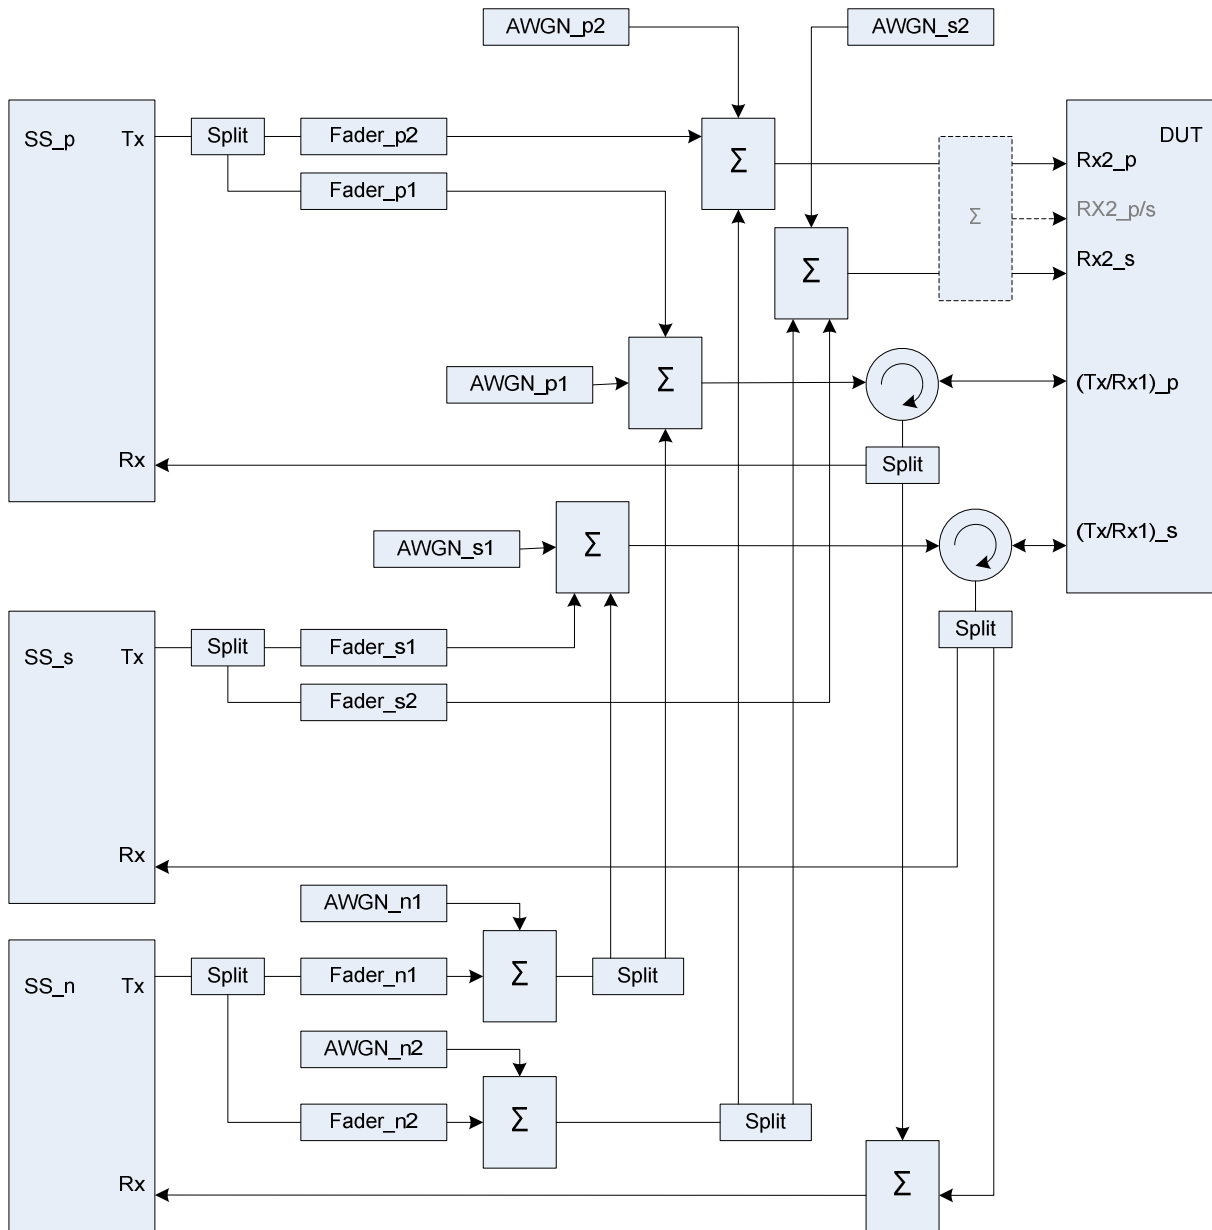 AWGN_p2
AWGN_s2
SS_p
Tx
Split
Fader_p2
Σ
DUT
Rx2_p
Fader_p1
Σ
RX2_p/s
Σ
Rx2_s
AWGN_p1
Σ
(Tx/Rx1)_p
Rx
Split
AWGN_s1
Σ
(Tx/Rx1)_s
SS_s
Tx
Split
Fader_s1
Split
Fader_s2
Rx
AWGN_n1
SS_n
Tx
Split
Fader_n1
Σ
Split
AWGN_n2
Fader_n2
Σ
Split
Rx
Σ